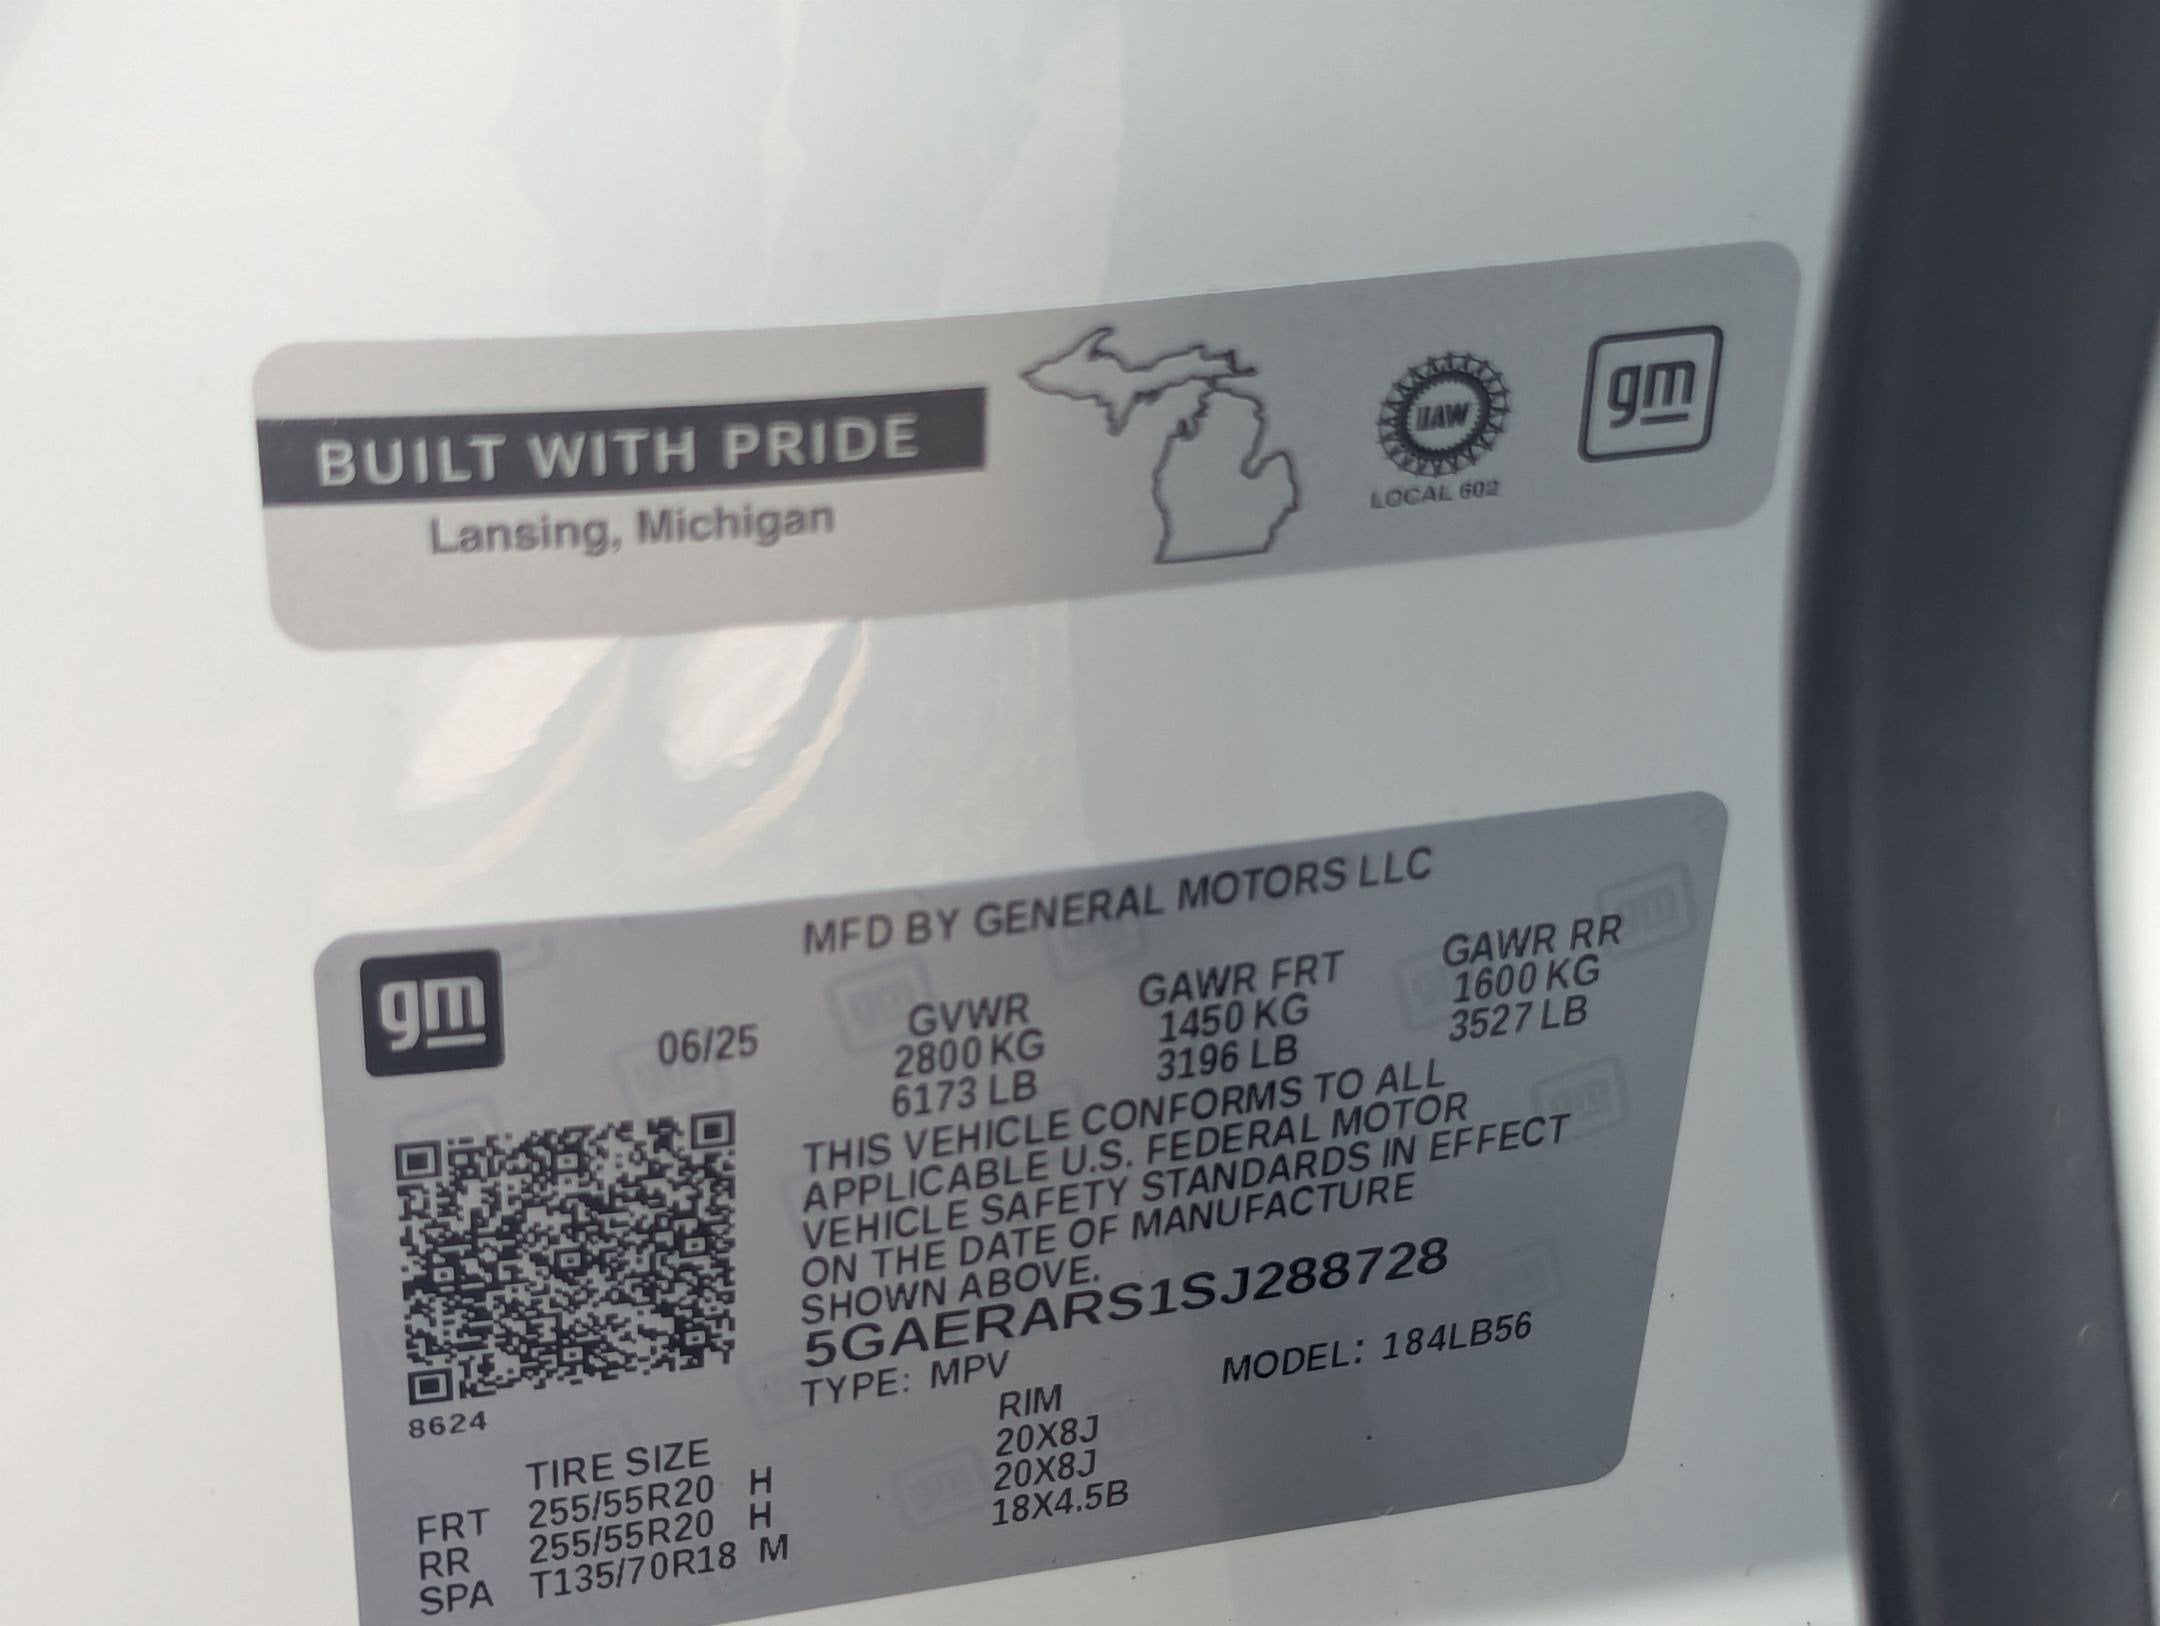 BUILT WITH PRIDE
Lansing, Michigan
UAW
LOCAL 602
gm
gm
MFD BY GENERAL MOTORS LLC
06/25
GVWR GAWR FRT GAWR RR
2800 KG 1450 KG 1600 KG
6173 LB 3196 LB 3527 LB
THIS VEHICLE CONFORMS TO ALL
APPLICABLE U.S. FEDERAL MOTOR
VEHICLE SAFETY STANDARDS IN EFFECT
ON THE DATE OF MANUFACTURE
SHOWN ABOVE.
5GAERARS1SJ288728
TYPE: MPV MODEL: 184LB56
8624
TIRE SIZE RIM
FRT 255/55R20 H 20X8J
RR 255/55R20 H 20X8J
SPA T135/70R18 M 18X4.5B